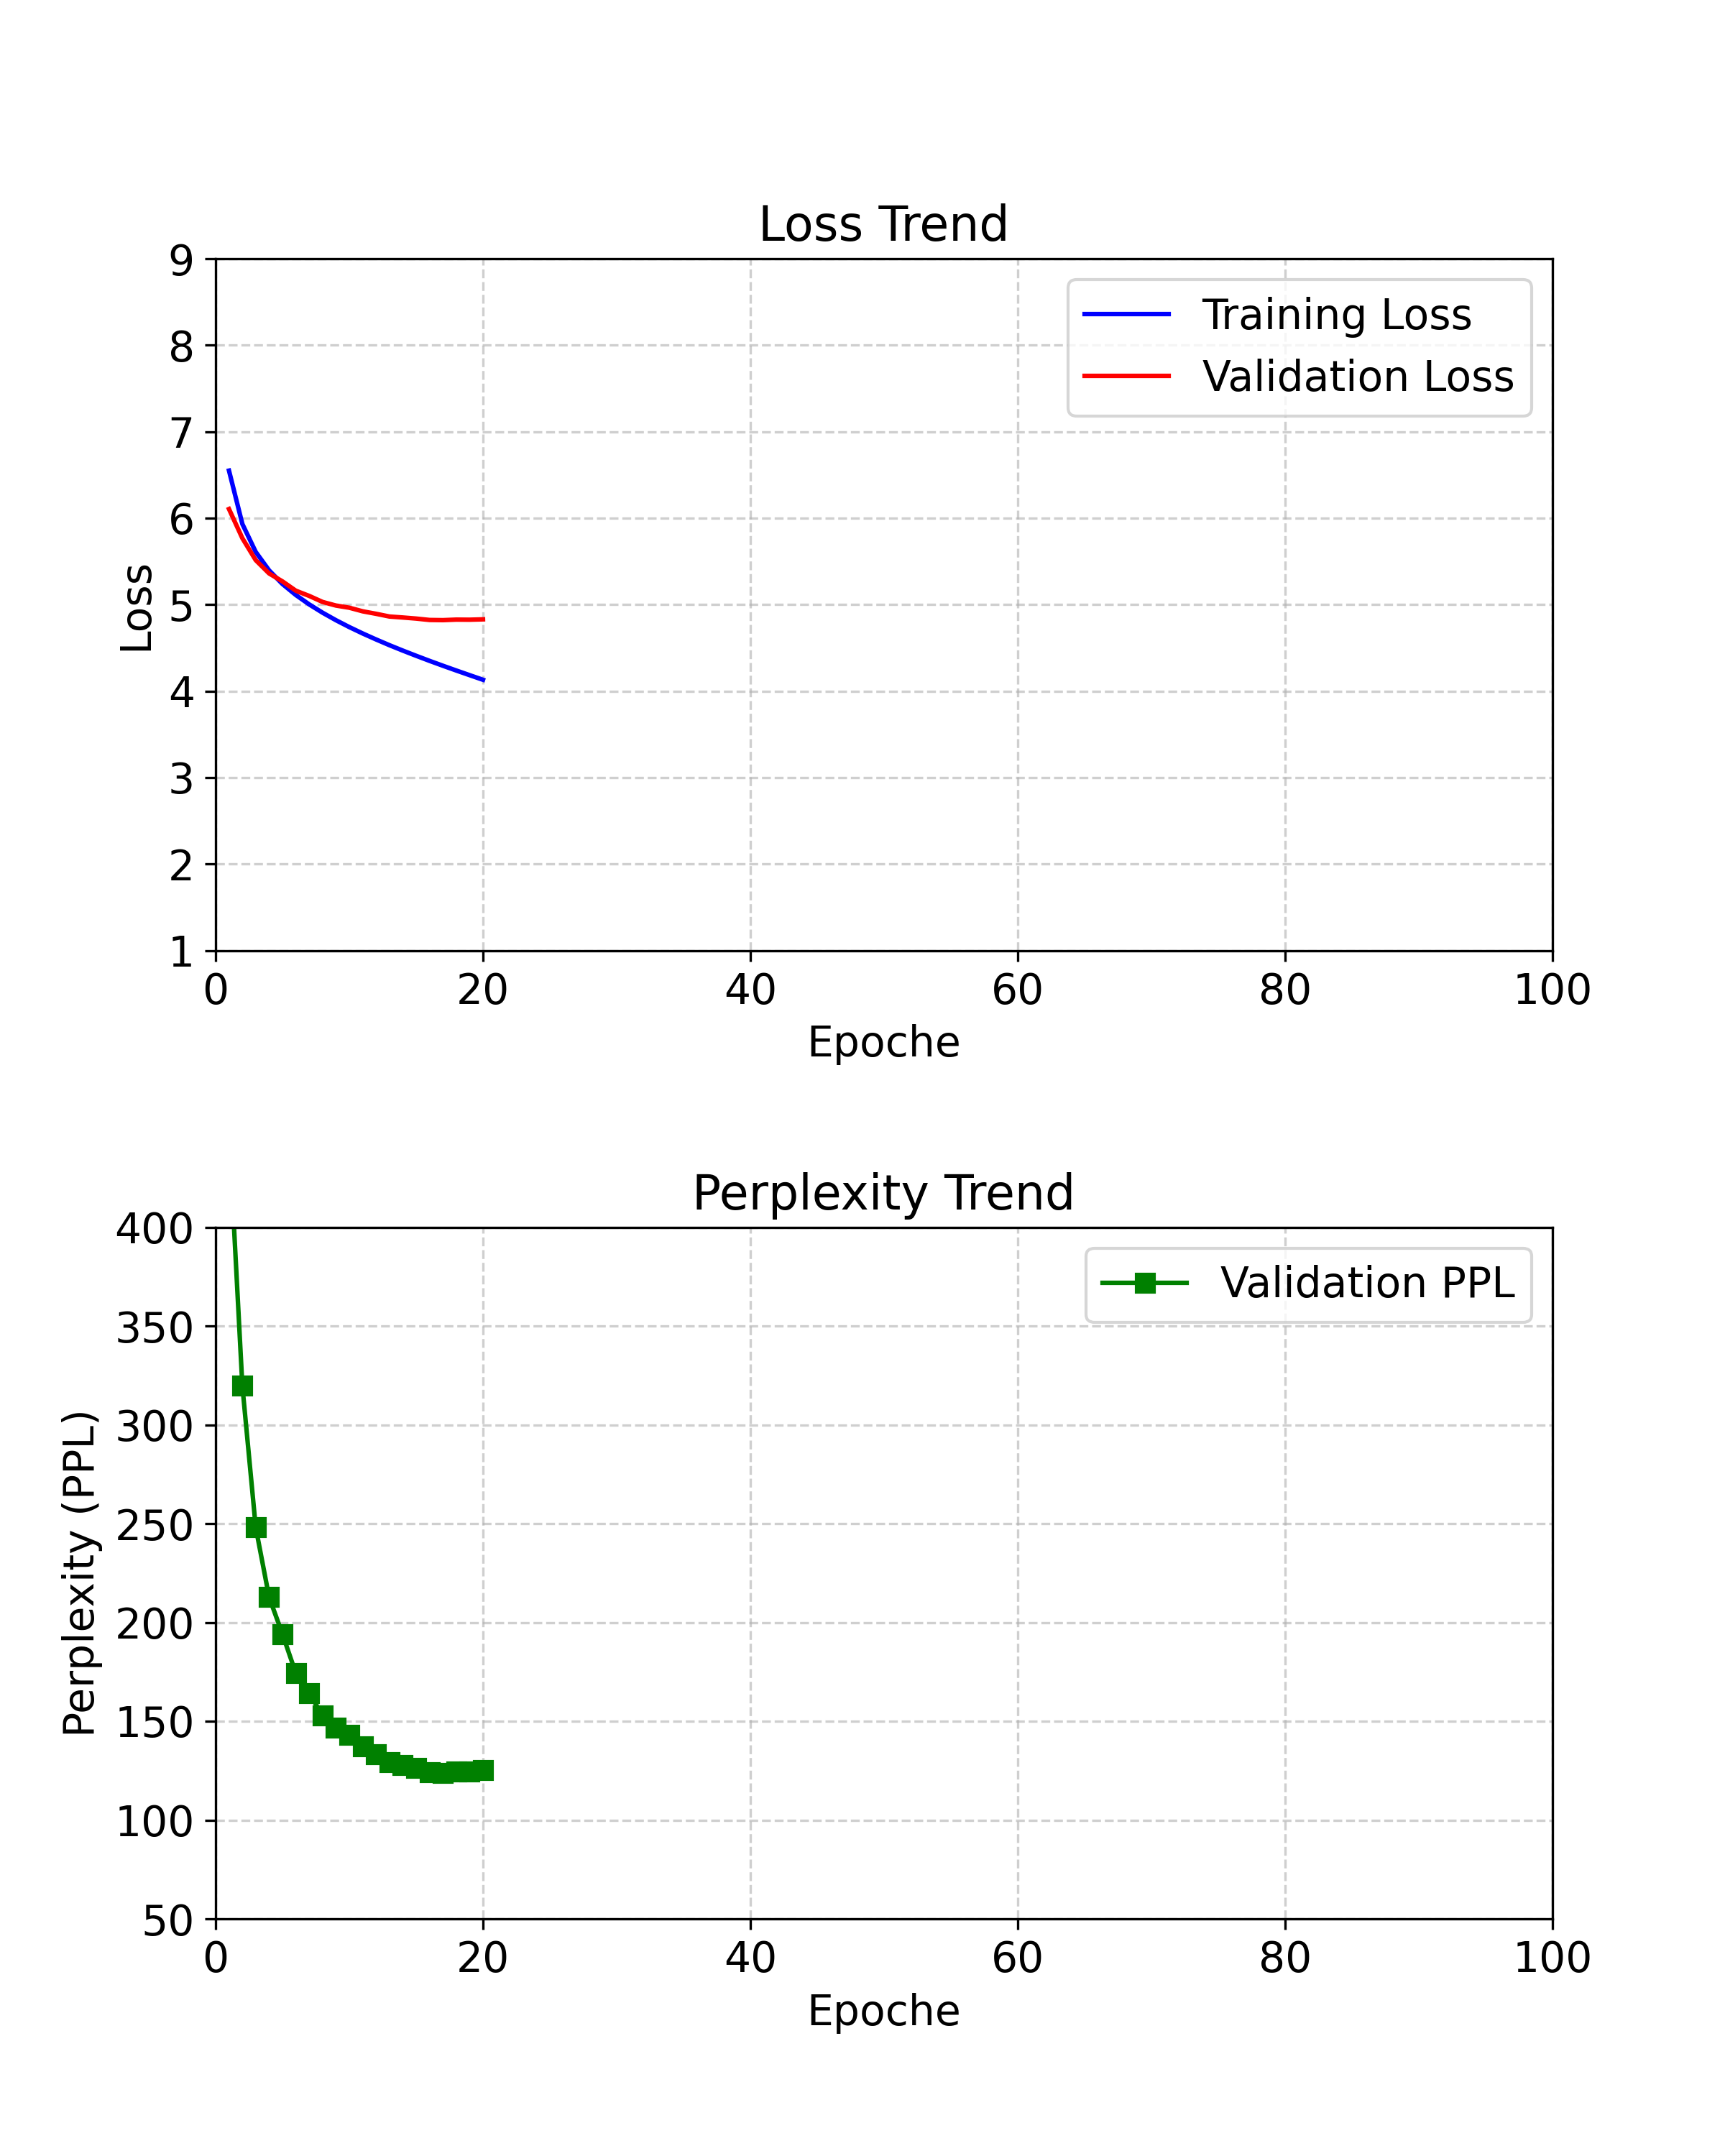 Loss Trend
9
8
7
6
5
4
3
2
1
Loss
Training Loss
Validation Loss
0 20 40 60 80 100
Epoche
Perplexity Trend
400
350
300
250
200
150
100
50
Perplexity (PPL)
Validation PPL
0 20 40 60 80 100
Epoche